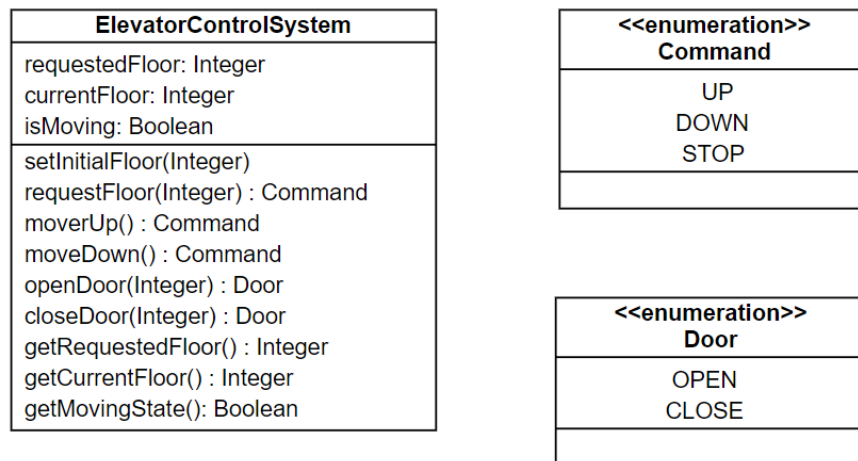 ElevatorControlSystem
requestedFloor: Integer
currentFloor: Integer
isMoving: Boolean
setInitialFloor(Integer)
requestFloor(Integer) : Command
moverUp() : Command
moveDown() : Command
openDoor(Integer) : Door
closeDoor(Integer) : Door
getRequestedFloor() : Integer
getCurrentFloor() : Integer
getMovingState(): Boolean
<<enumeration>>
Command
UP
DOWN
STOP
<<enumeration>>
Door
OPEN
CLOSE